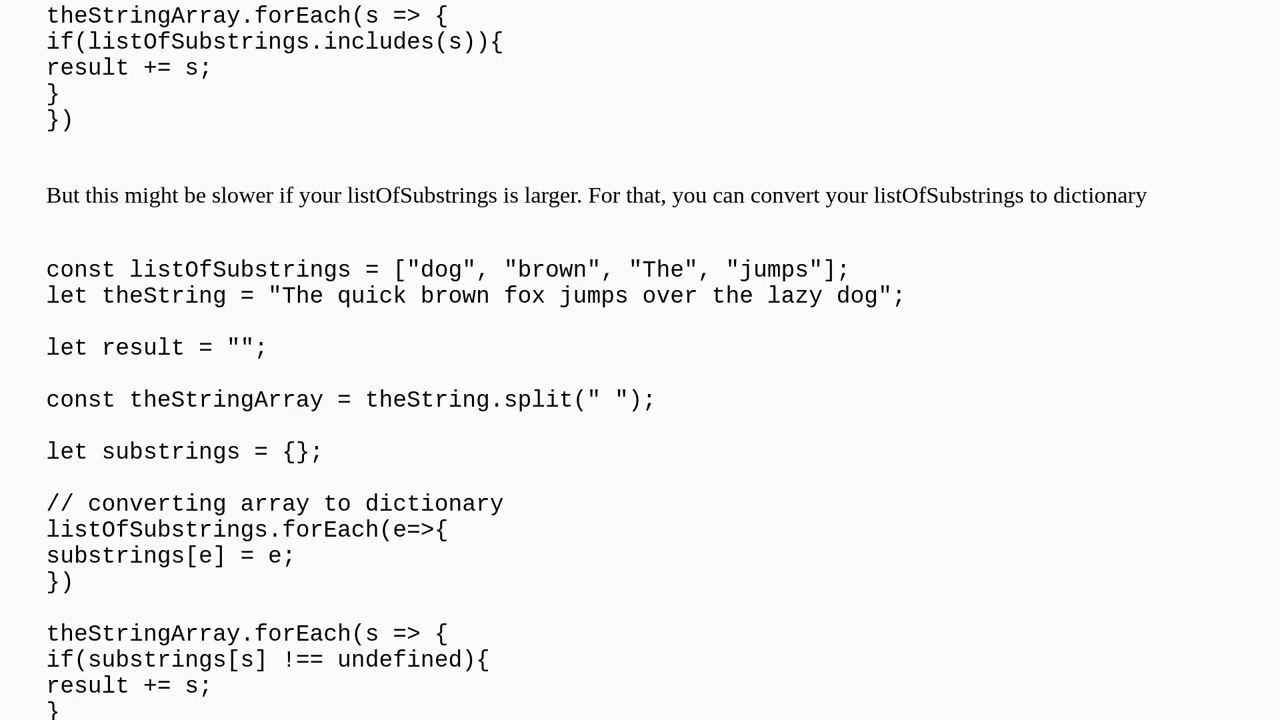 theStringArray.forEach(s => {
if(listOfSubstrings.includes(s)){
result += s;
}
})
But this might be slower if your listOfSubstrings is larger. For that, you can convert your listOfSubstrings to dictionary
const listOfSubstrings = ["dog", "brown", "The", "jumps"];
let theString = "The quick brown fox jumps over the lazy dog";
let result = "";
const theStringArray = theString.split(" ");
let substrings = {};
// converting array to dictionary
listOfSubstrings.forEach(e=>{
substrings[e] = e;
})
theStringArray.forEach(s => {
if(substrings[s] !== undefined){
result += s;
}